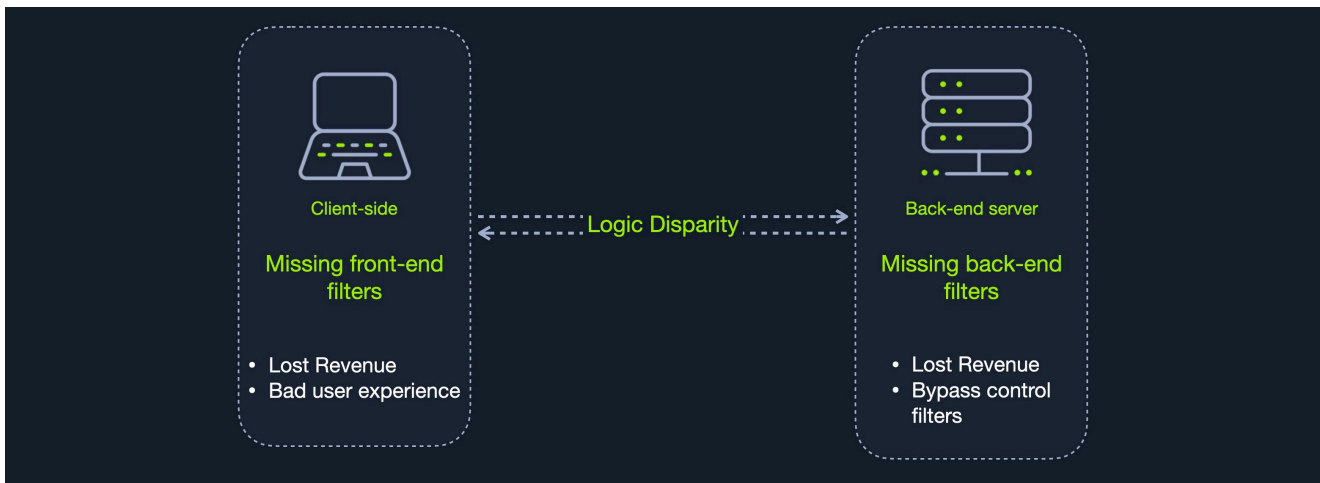 Client-side
Missing front-end
filters
• Lost Revenue
• Bad user experience
Logic Disparity
Back-end server
Missing back-end
filters
• Lost Revenue
• Bypass control
filters